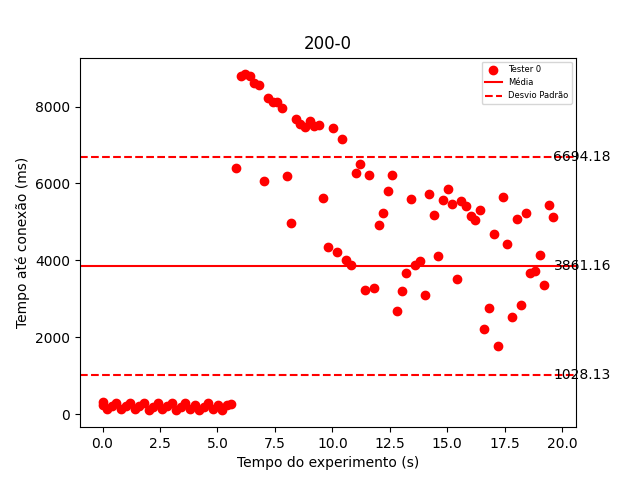 200-0
Tester 0
Média
Desvio Padrão
Tempo até conexão (ms)
8000
6000
4000
2000
0
6694.18
3861.16
1028.13
0.0 2.5 5.0 7.5 10.0 12.5 15.0 17.5 20.0
Tempo do experimento (s)